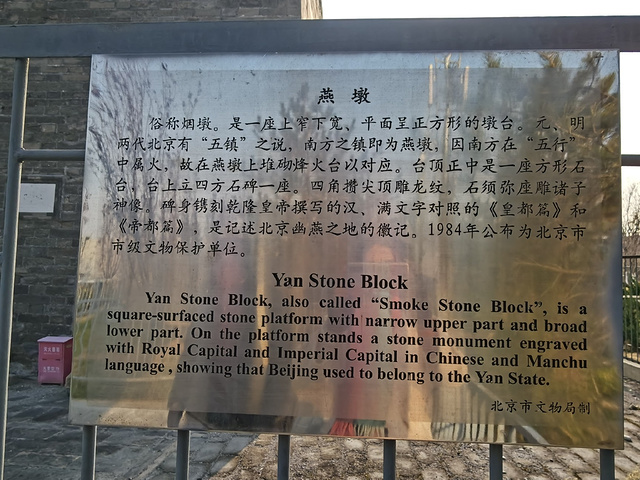 燕墩
俗称烟墩。是一座上窄下宽、平面呈正方形的墩台。元、明
两代北京有“五镇”之说，南方之镇即为燕墩，因南方在“五行”
中属火，故在燕墩上堆砌烽火台以对应。台顶正中是一座方形石
台，台上立四方石碑一座。四角攒尖顶雕龙纹，石须弥座雕诸子
神像。碑身镌刻乾隆皇帝撰写的汉、满文字对照的《皇都篇》和
《帝都篇》，是记述北京幽燕之地的徽记。1984年公布为北京市
市级文物保护单位。
Yan Stone Block
Yan Stone Block, also called “Smoke Stone Block”, is a
square-surfaced stone platform with narrow upper part and broad
lower part. On the platform stands a stone monument engraved
with Royal Capital and Imperial Capital in Chinese and Manchu
language , showing that Beijing used to belong to the Yan State.
北京市文物局制